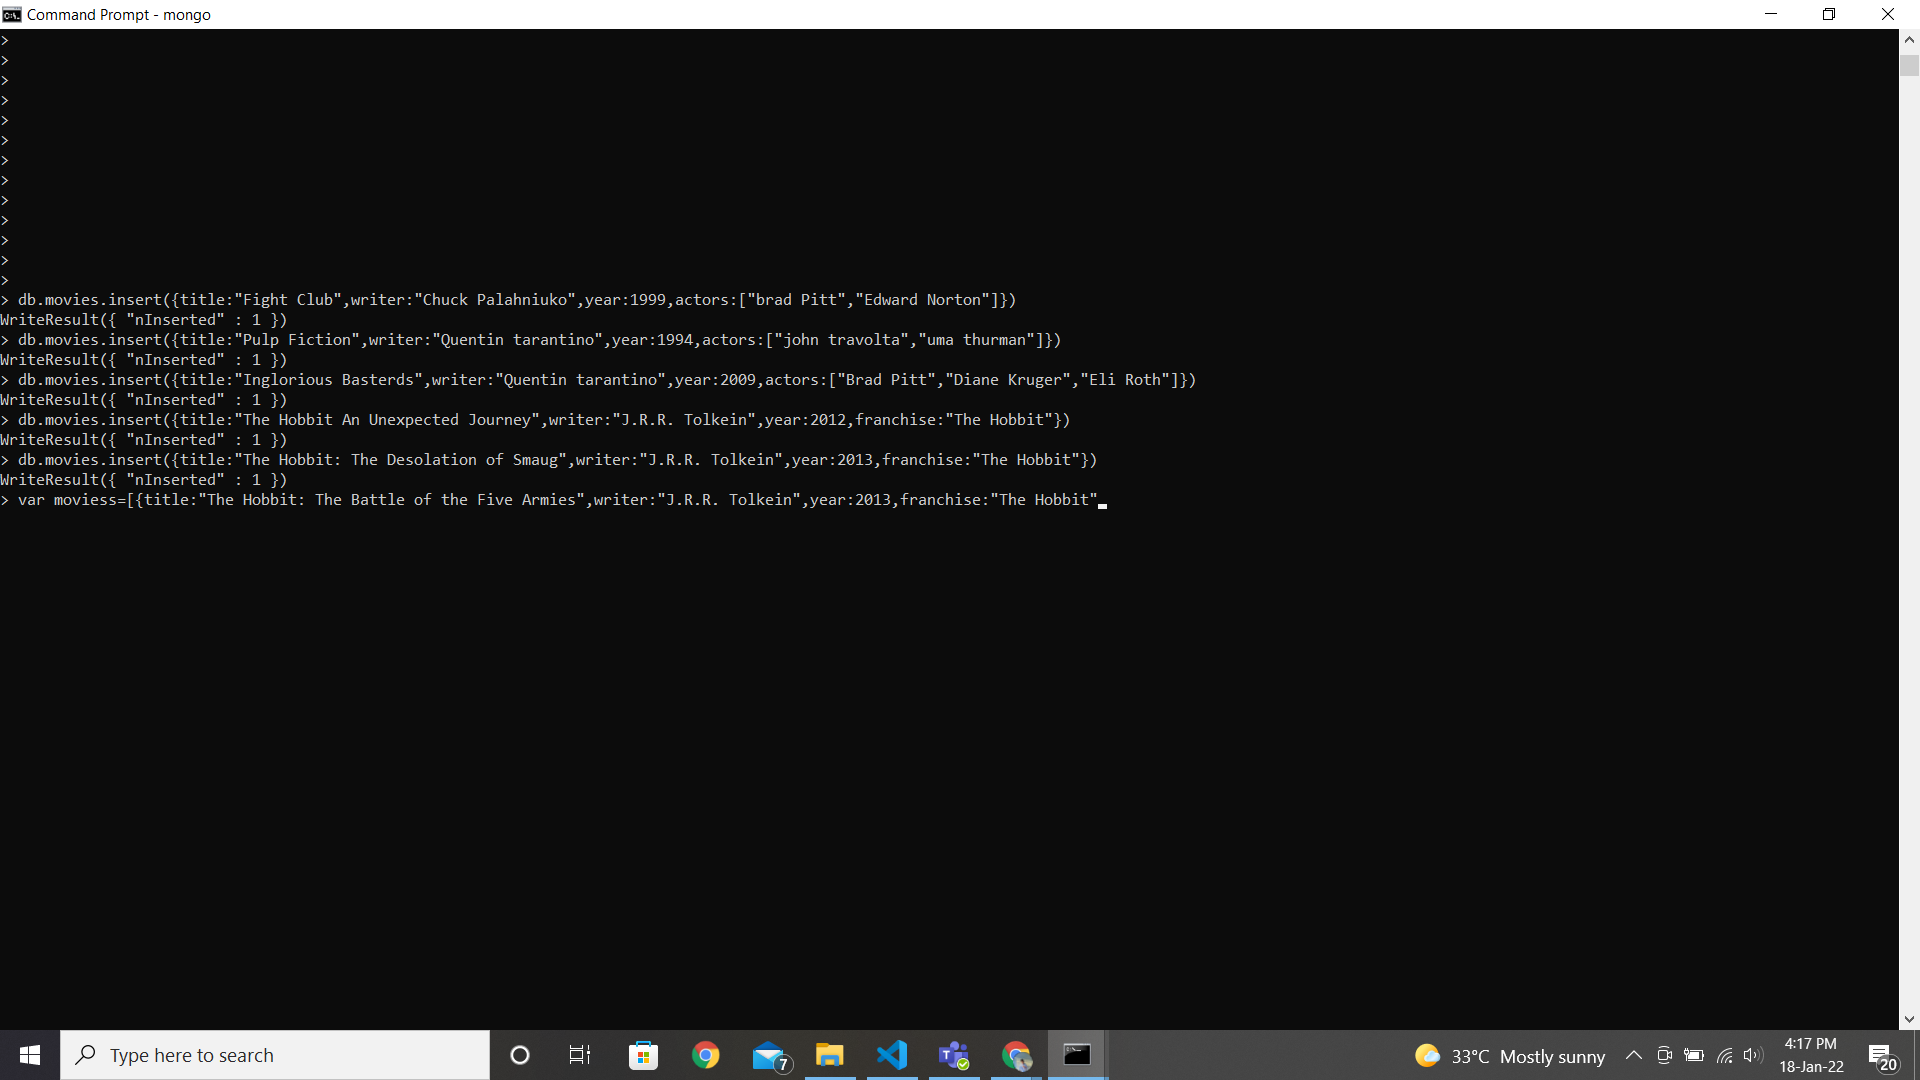 Command Prompt - mongo
>
>
>
>
>
>
>
>
>
>
>
>
>
> db.movies.insert({title:"Fight Club",writer:"Chuck Palahniuko",year:1999,actors:["brad Pitt","Edward Norton"]})
WriteResult({ "nInserted" : 1 })
> db.movies.insert({title:"Pulp Fiction",writer:"Quentin tarantino",year:1994,actors:["john travolta","uma thurman"]})
WriteResult({ "nInserted" : 1 })
> db.movies.insert({title:"Inglorious Basterds",writer:"Quentin tarantino",year:2009,actors:["Brad Pitt","Diane Kruger","Eli Roth"]})
WriteResult({ "nInserted" : 1 })
> db.movies.insert({title:"The Hobbit An Unexpected Journey",writer:"J.R.R. Tolkein",year:2012,franchise:"The Hobbit"})
WriteResult({ "nInserted" : 1 })
> db.movies.insert({title:"The Hobbit: The Desolation of Smaug",writer:"J.R.R. Tolkein",year:2013,franchise:"The Hobbit"})
WriteResult({ "nInserted" : 1 })
> var moviess=[{title:"The Hobbit: The Battle of the Five Armies",writer:"J.R.R. Tolkein",year:2013,franchise:"The Hobbit"
Type here to search
7
33°C Mostly sunny
4:17 PM
18-Jan-22
20